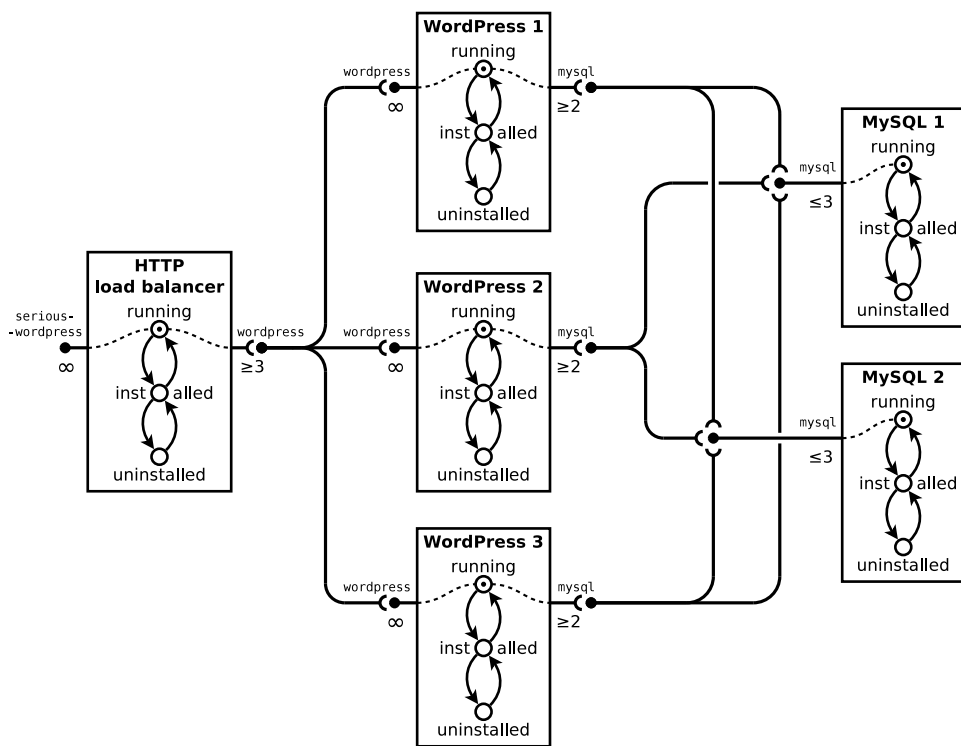 WordPress 1
running
wordpress
∞
mysql
≥2
inst alled
uninstalled
MySQL 1
running
mysql
≤3
inst alled
uninstalled
HTTP
load balancer
running
serious-
-wordpress
∞
wordpress
≥3
inst alled
uninstalled
WordPress 2
running
wordpress
∞
mysql
≥2
inst alled
uninstalled
MySQL 2
running
mysql
≤3
inst alled
uninstalled
WordPress 3
running
wordpress
∞
mysql
≥2
inst alled
uninstalled